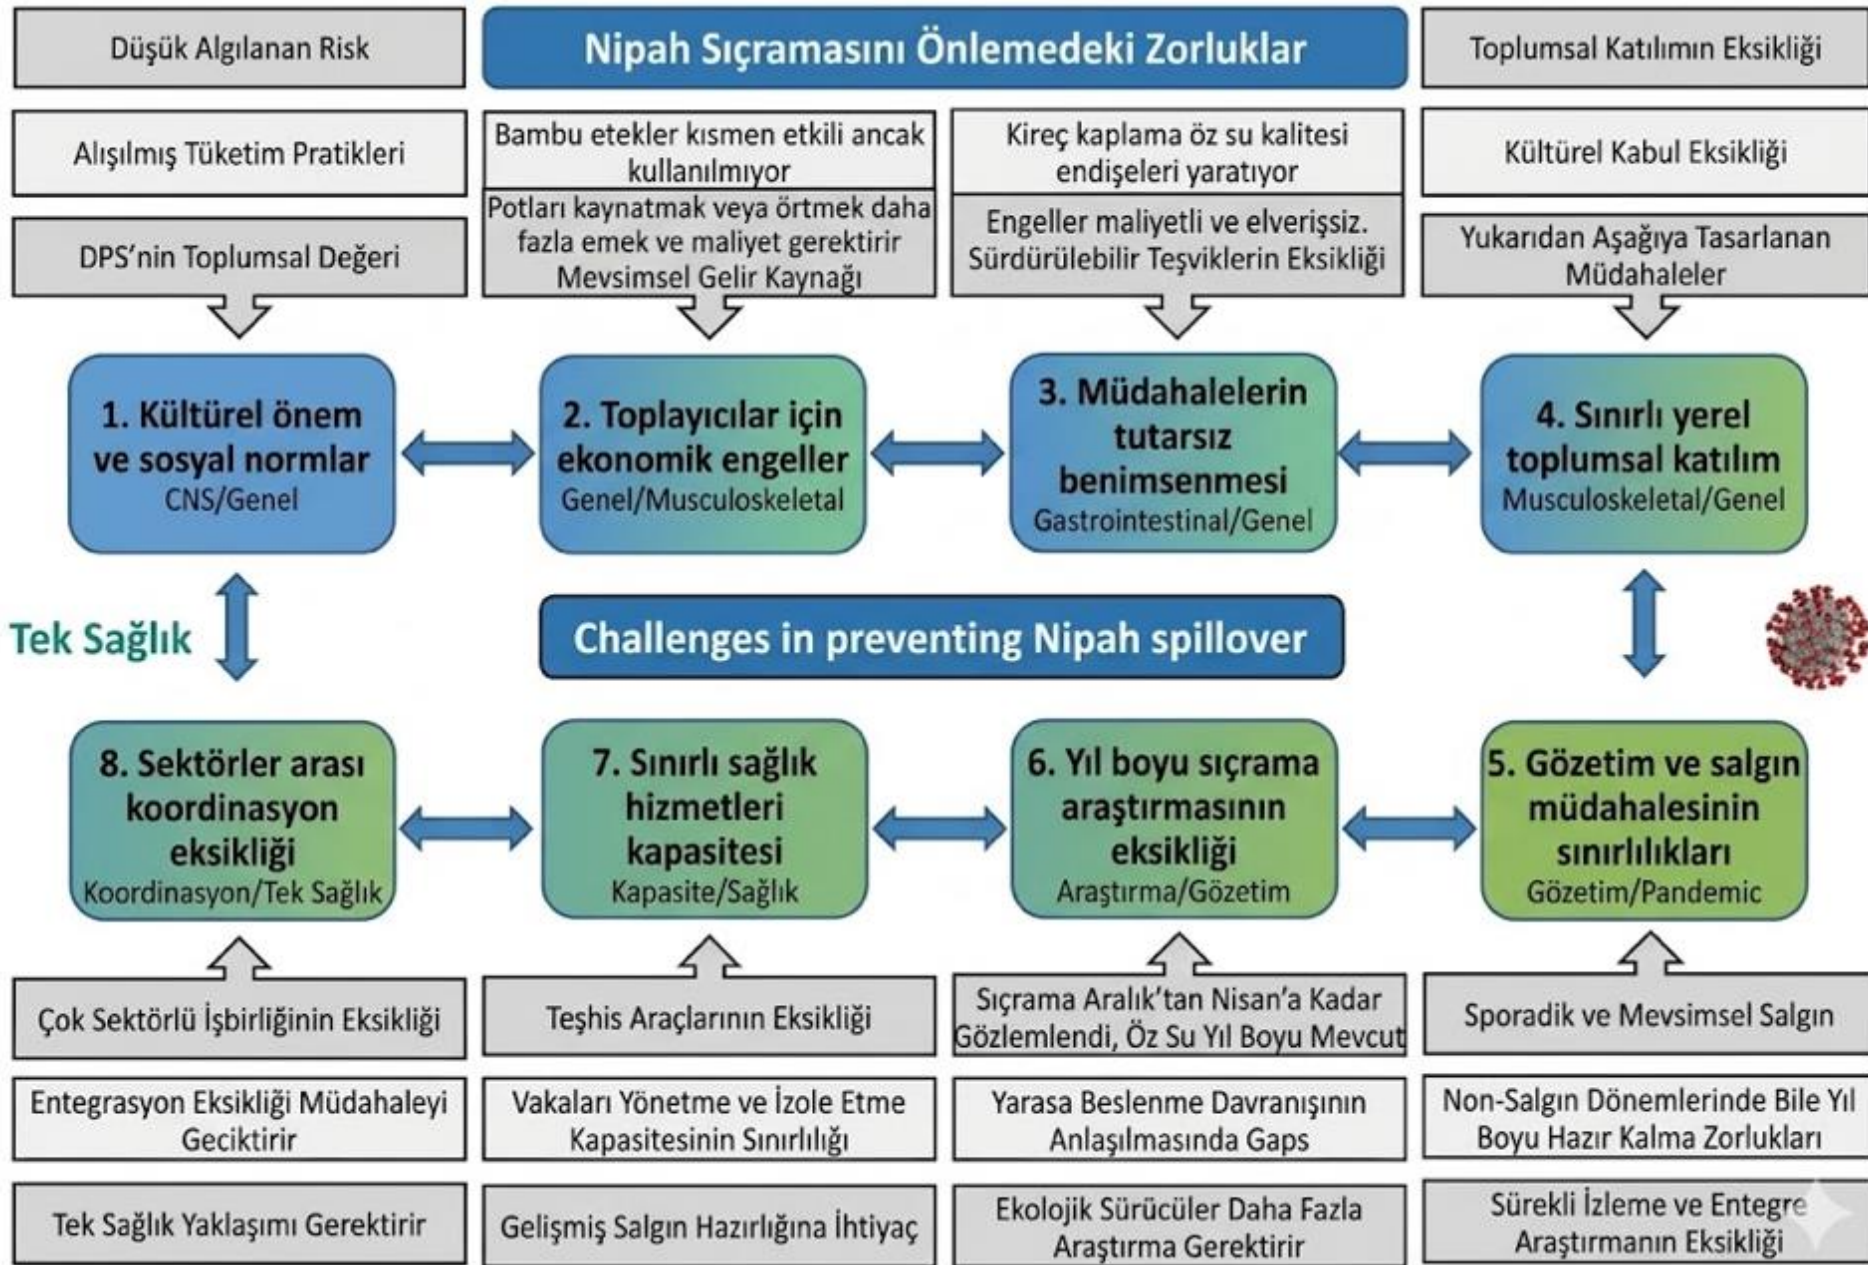 Düşük Algılanan Risk
Nipah Sıçramasını Önlemedeki Zorluklar
Toplumsal Katılımın Eksikliği
Alışılmış Tüketim Pratikleri
Bambu etekler kısmen etkili ancak
kullanılmıyor
Kireç kaplama öz su kalitesi
endişeleri yaratıyor
Kültürel Kabul Eksikliği
DPS’nin Toplumsal Değeri
Potları kaynatmak veya örtmek daha
fazla emek ve maliyet gerektirir
Mevsimsel Gelir Kaynağı
Engeller maliyetli ve elverişsiz.
Sürdürülebilir Teşviklerin Eksikliği
Yukarıdan Aşağıya Tasarlanan
Müdahaleler
1. Kültürel önem
ve sosyal normlar
CNS/Genel
2. Toplayıcılar için
ekonomik engeller
Genel/Musculoskeletal
3. Müdahalelerin
tutarsız
benimsenmesi
Gastrointestinal/Genel
4. Sınırlı yerel
toplumsal katılım
Musculoskeletal/Genel
Tek Sağlık
Challenges in preventing Nipah spillover
8. Sektörler arası
koordinasyon
eksikliği
Koordinasyon/Tek Sağlık
7. Sınırlı sağlık
hizmetleri
kapasitesi
Kapasite/Sağlık
6. Yıl boyu sıçrama
araştırmasının
eksikliği
Araştırma/Gözetim
5. Gözetim ve salgın
müdahalesinin
sınırlılıkları
Gözetim/Pandemic
Çok Sektörlü İşbirliğinin Eksikliği
Teşhis Araçlarının Eksikliği
Sıçrama Aralık’tan Nisan’a Kadar
Gözlemlendi, Öz Su Yıl Boyu Mevcut
Sporadik ve Mevsimsel Salgın
Entegrasyon Eksikliği Müdahaleyi
Geciktirir
Vakaları Yönetme ve İzole Etme
Kapasitesinin Sınırlılığı
Yarasa Beslenme Davranışının
Anlaşılmasında Gaps
Non-Salgın Dönemlerinde Bile Yıl
Boyu Hazır Kalma Zorlukları
Tek Sağlık Yaklaşımı Gerektirir
Gelişmiş Salgın Hazırlığına İhtiyaç
Ekolojik Sürücüler Daha Fazla
Araştırma Gerektirir
Sürekli İzleme ve Entegre
Araştırmanın Eksikliği